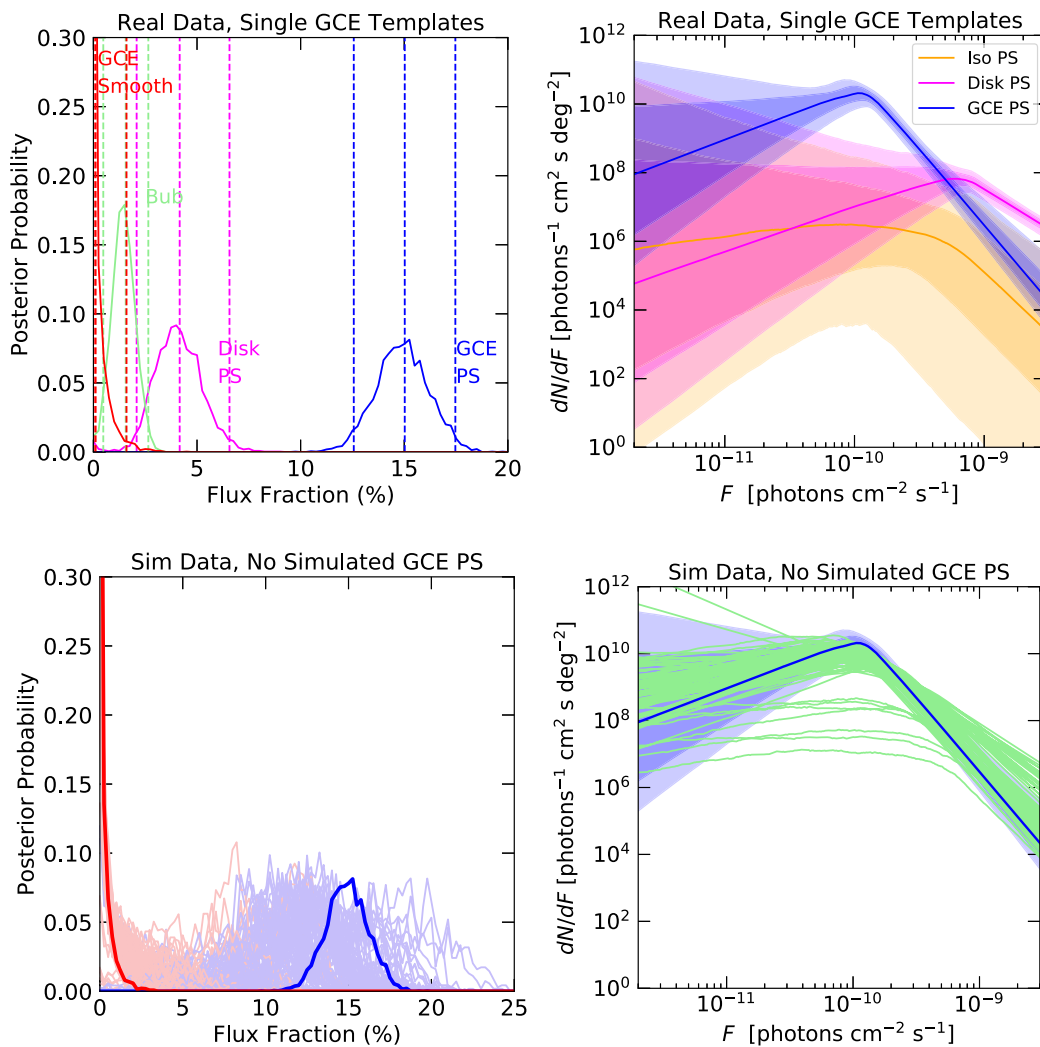 Real Data, Single GCE Templates
0.30
0.25
0.20
0.15
0.10
0.05
0.00
Posterior Probability
GCE
Smooth
Bub
Disk
PS
GCE
PS
0
5
10
15
20
Flux Fraction (%)
Real Data, Single GCE Templates
10^12
10^10
10^8
10^6
10^4
10^2
10^0
dN/dF [photons^−1 cm^2 s deg^−2]
Iso PS
Disk PS
GCE PS
10^−11
10^−10
10^−9
F [photons cm^−2 s^−1]
Sim Data, No Simulated GCE PS
0.30
0.25
0.20
0.15
0.10
0.05
0.00
Posterior Probability
0
5
10
15
20
25
Flux Fraction (%)
Sim Data, No Simulated GCE PS
10^12
10^10
10^8
10^6
10^4
10^2
10^0
dN/dF [photons^−1 cm^2 s deg^−2]
10^−11
10^−10
10^−9
F [photons cm^−2 s^−1]